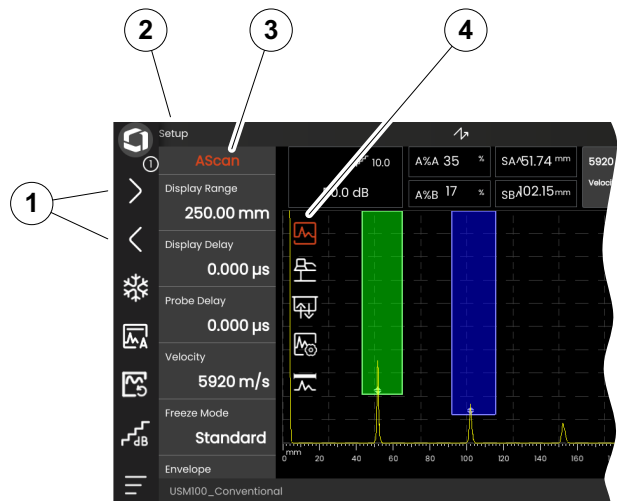 2
3
4
1
Setup
1
AScan
10.0
A%A 35 %
SA^51.74 mm
5920
Velo
0.0 dB
A%B 17 %
SB^102.15 mm
Display Range
250.00 mm
Display Delay
0.000 µs
Probe Delay
0.000 µs
A
Velocity
5920 m/s
Freeze Mode
Standard
dB
Envelope
mm 20 40 60 80 100 120 140 160
USM100_Conventional